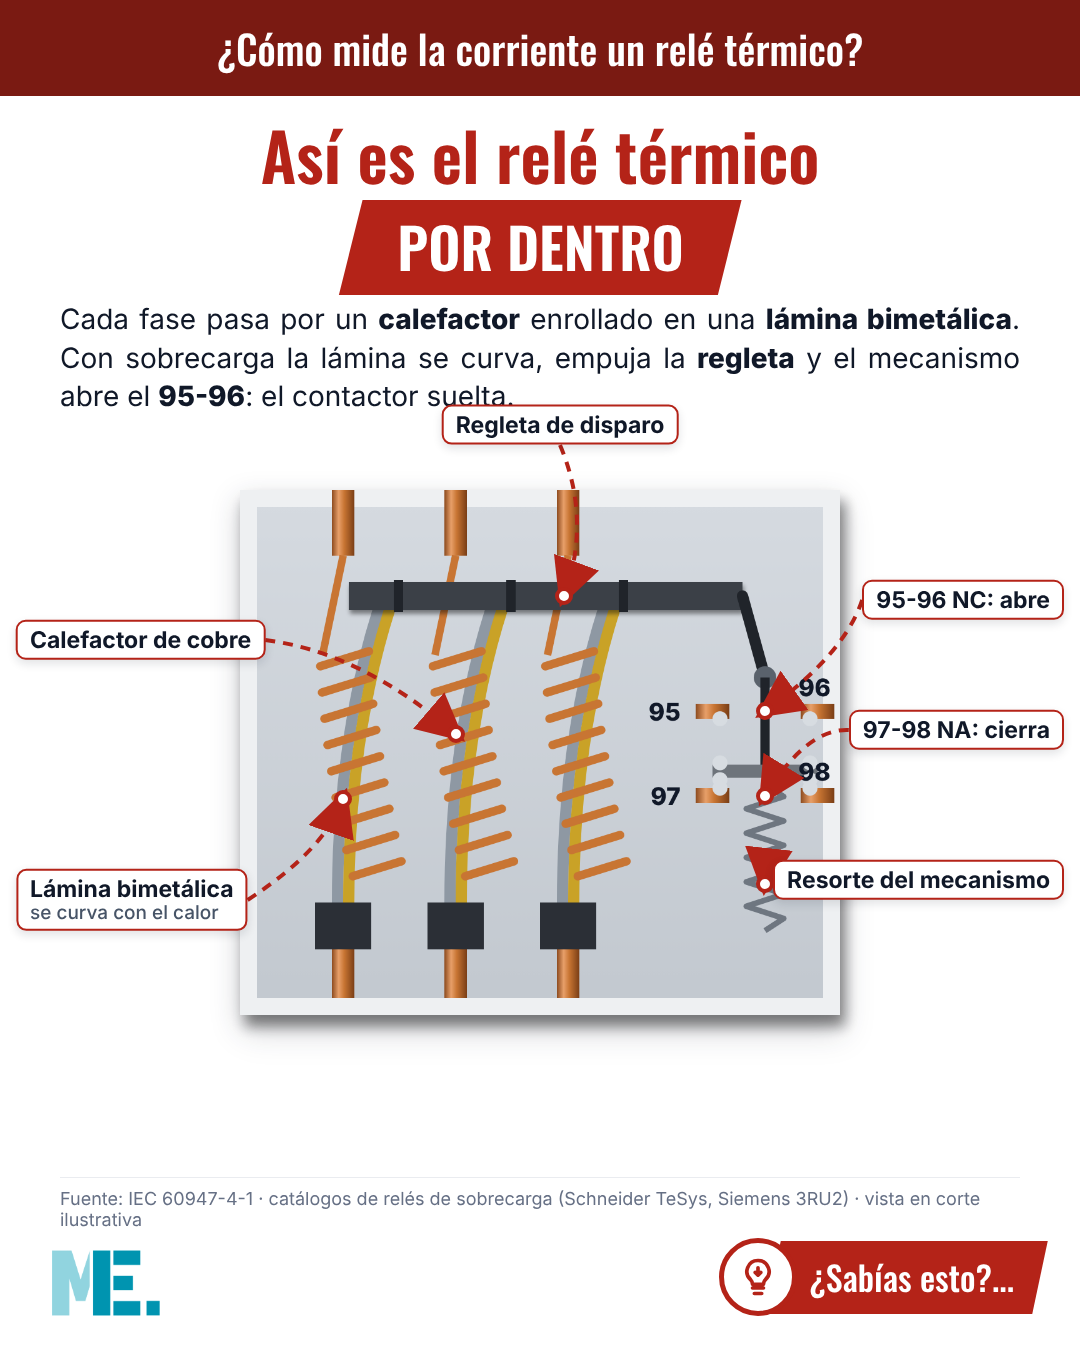 ¿Cómo mide la corriente un relé térmico?
Así es el relé térmico
POR DENTRO
Cada fase pasa por un calefactor enrollado en una lámina bimetálica.
Con sobrecarga la lámina se curva, empuja la regleta y el mecanismo
abre el 95-96: el contactor suelta.
Regleta de disparo
95-96 NC: abre
Calefactor de cobre
96
95
97-98 NA: cierra
98
97
Resorte del mecanismo
Lámina bimetálica
se curva con el calor
Fuente: IEC 60947-4-1 · catálogos de relés de sobrecarga (Schneider TeSys, Siemens 3RU2) · vista en corte
ilustrativa
ME.
¿Sabías esto?...